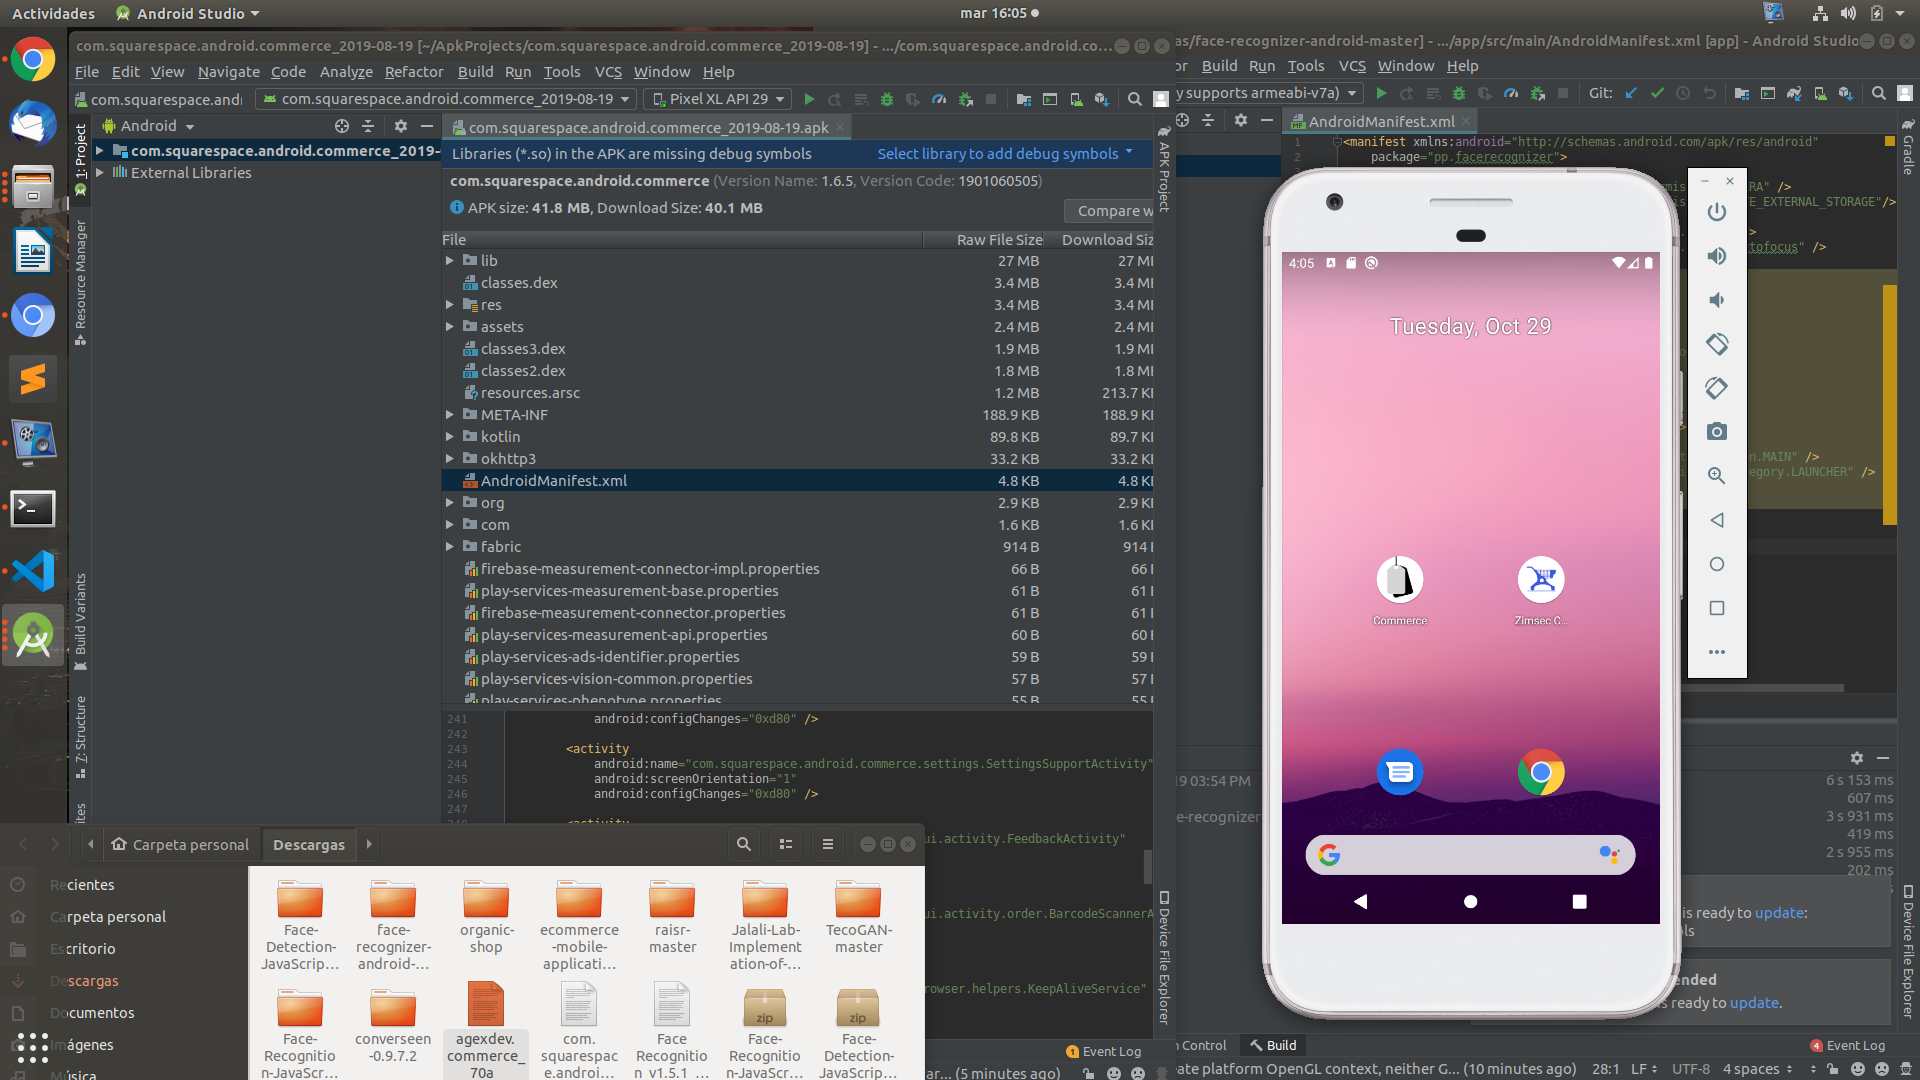 Actividades
Android Studio
mar 16:05
com.squarespace.android.commerce_2019-08-19 [~/ApkProjects/com.squarespace.android.commerce_2019-08-19] - .../com.squarespace.android.co...
File Edit View Navigate Code Analyze Refactor Build Run Tools VCS Window Help
com.squarespace.andr
com.squarespace.android.commerce_2019-08-19
Pixel XL API 29
Android
com.squarespace.android.commerce_2019-
External Libraries
1: Project
Resource Manager
Build Variants
7: Structure
com.squarespace.android.commerce_2019-08-19.apk
Libraries (*.so) in the APK are missing debug symbols
Select library to add debug symbols
com.squarespace.android.commerce (Version Name: 1.6.5, Version Code: 1901060505)
APK size: 41.8 MB, Download Size: 40.1 MB
Compare w
File Raw File Size Download Siz
lib 27 MB 27 M
classes.dex 3.4 MB 3.4 M
res 3.4 MB 3.4 M
assets 2.4 MB 2.4 M
classes3.dex 1.9 MB 1.9 M
classes2.dex 1.8 MB 1.8 M
resources.arsc 1.2 MB 213.7 K
META-INF 188.9 KB 188.9 K
kotlin 89.8 KB 89.7 K
okhttp3 33.2 KB 33.2 K
AndroidManifest.xml 4.8 KB 4.8 K
org 2.9 KB 2.9 K
com 1.6 KB 1.6 K
fabric 914 B 914
firebase-measurement-connector-impl.properties 66 B 66
play-services-measurement-base.properties 61 B 61
firebase-measurement-connector.properties 61 B 61
play-services-measurement-api.properties 60 B 60
play-services-ads-identifier.properties 59 B 59
play-services-vision-common.properties 57 B 57
play-services-phenotype.properties 55 B 55
241 android:configChanges="0xd80" />
242
243 <activity
244 android:name="com.squarespace.android.commerce.settings.SettingsSupportActivity"
245 android:screenOrientation="1"
246 android:configChanges="0xd80" />
247
ui.activity.FeedbackActivity"
ui.activity.order.BarcodeScannerA
rowser.helpers.KeepAliveService"
APK Project
Device File Explorer
Event Log
ar... (5 minutes ago)
Carpeta personal
Descargas
Recientes
Carpeta personal
Escritorio
Descargas
Documentos
Imágenes
Música
Face-Detection-JavaScrip...
face-recognizer-android-...
organic-shop
ecommerce-mobile-applicati...
raisr-master
Jalali-Lab-Implementation-of-...
TecoGAN-master
Face-Recognition-JavaScr...
converseen-0.9.7.2
agexdev.commerce_70a
com.squarespace.androi...
Face Recognition_v1.5.1_...
zip
Face-Recognition-JavaScr...
zip
Face-Detection-JavaScrip...
as/face-recognizer-android-master] - .../app/src/main/AndroidManifest.xml [app] - Android Studio
or Build Run Tools VCS Window Help
y supports armeabi-v7a)
Git:
AndroidManifest.xml
1 <manifest xmlns:android="http://schemas.android.com/apk/res/android"
2 package="pp.facerecognizer">
RA" />
TE_EXTERNAL_STORAGE"/>
>
tofocus" />
n.MAIN" />
tegory.LAUNCHER" />
Gradle
Device File Explorer
4:05
Tuesday, Oct 29
Commerce
Zimsec C...
19 03:54 PM
e-recognizer-
6 s 153 ms
607 ms
3 s 931 ms
419 ms
2 s 955 ms
202 ms
is ready to update:
ls
ended
s ready to update.
n Control
Build
4 Event Log
ate platform OpenGL context, neither G... (10 minutes ago)
28:1 LF UTF-8 4 spaces